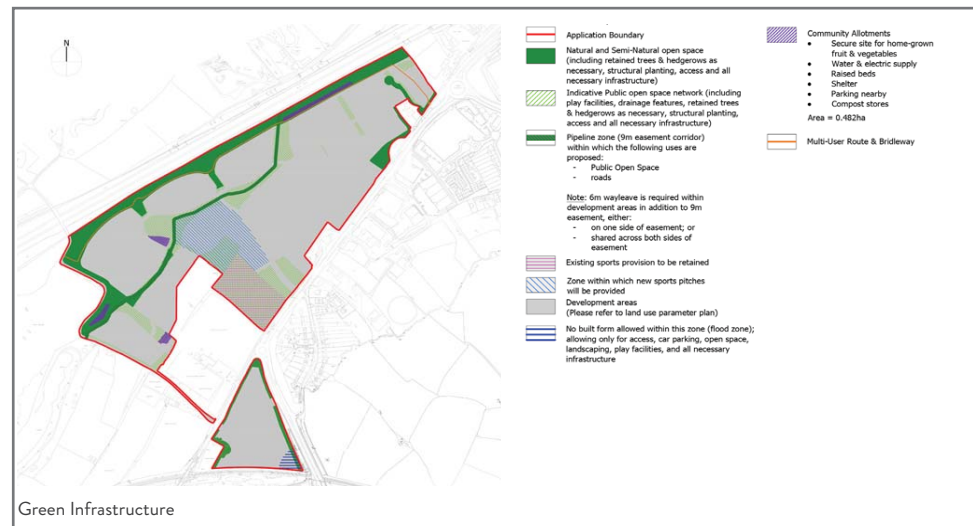 N
Application Boundary
Natural and Semi-Natural open space
(including retained trees & hedgerows as
necessary, structural planting, access and all
necessary infrastructure)
Indicative Public open space network (including
play facilities, drainage features, retained trees
& hedgerows as necessary, structural planting,
access and all necessary infrastructure)
Pipeline zone (9m easement corridor)
within which the following uses are
proposed:
- Public Open Space
- roads
Note: 6m wayleave is required within
development areas in addition to 9m
easement, either:
- on one side of easement; or
- shared across both sides of
easement
Existing sports provision to be retained
Zone within which new sports pitches
will be provided
Development areas
(Please refer to land use parameter plan)
No built form allowed within this zone (flood zone);
allowing only for access, car parking, open space,
landscaping, play facilities, and all necessary
infrastructure
Community Allotments
• Secure site for home-grown
fruit & vegetables
• Water & electric supply
• Raised beds
• Shelter
• Parking nearby
• Compost stores
Area = 0.482ha
Multi-User Route & Bridleway
Green Infrastructure